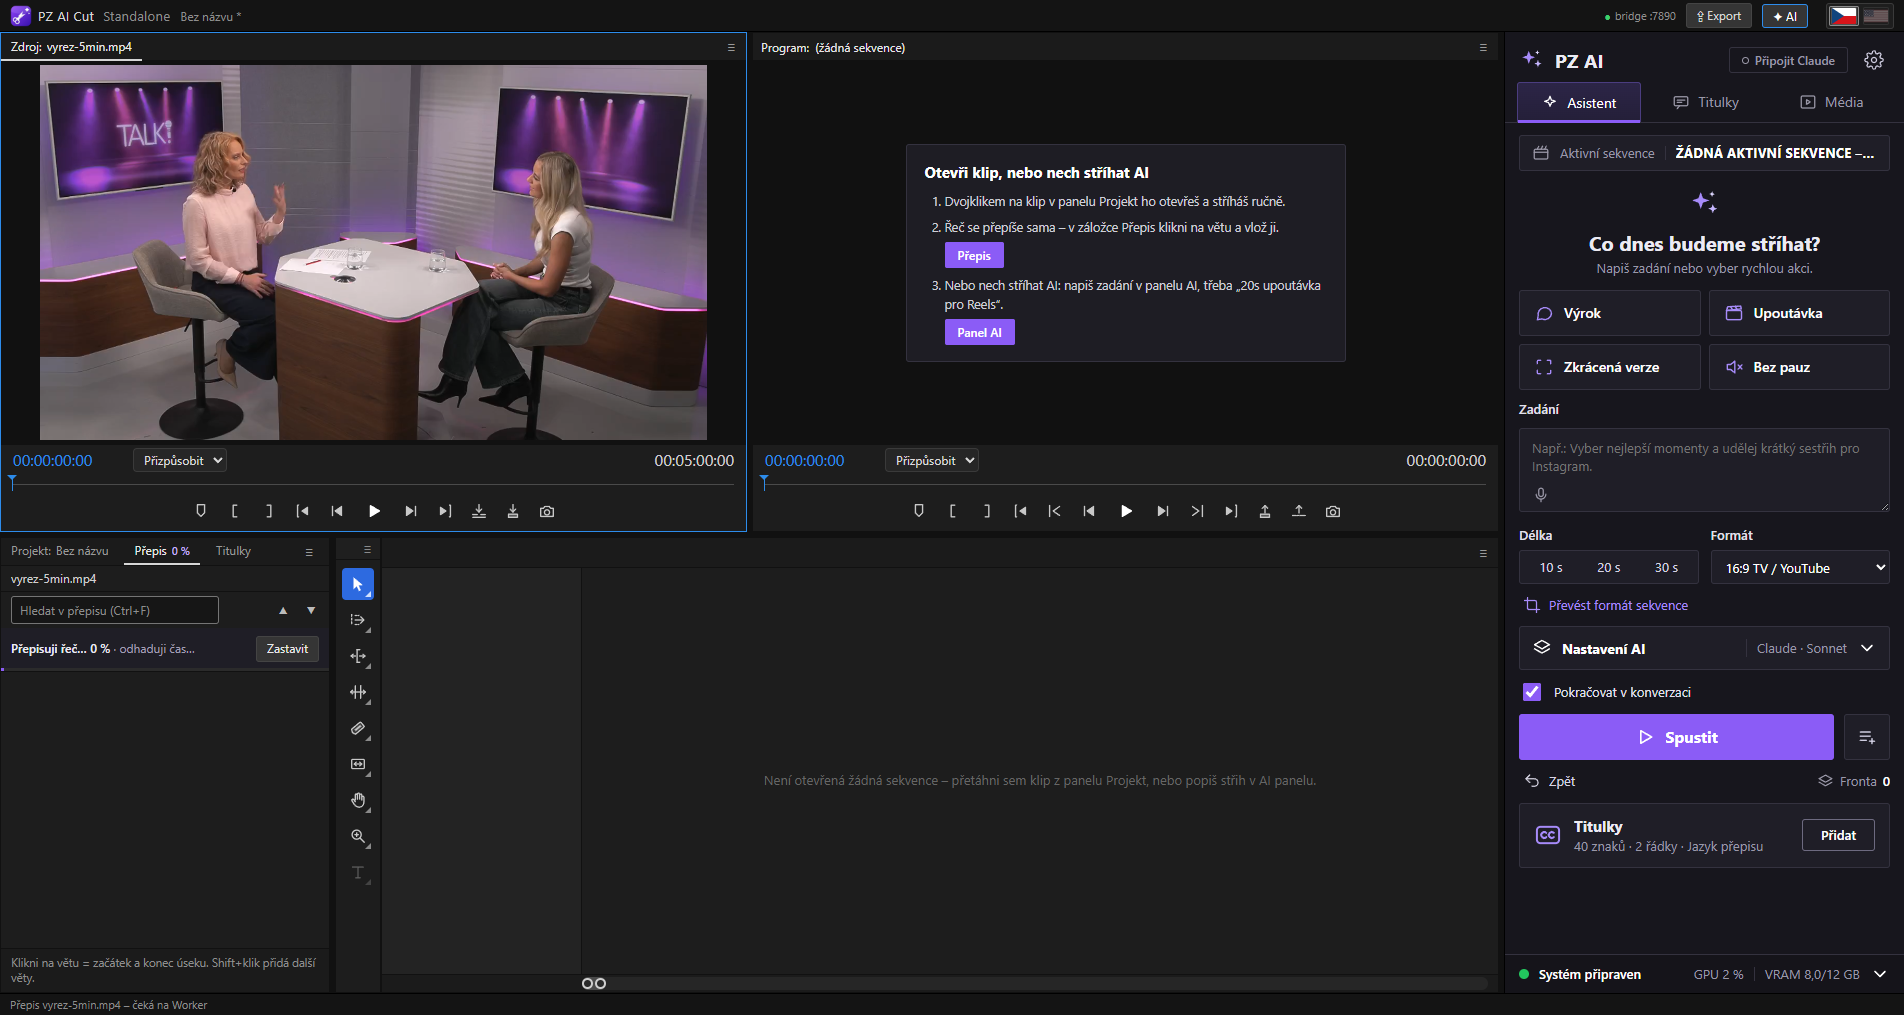 PZ AI Cut Standalone Bez názvu *
bridge :7890 Export AI
Zdroj: vyrez-5min.mp4
TALK!
00:00:00:00 Přizpůsobit 00:05:00:00
Program: (žádná sekvence)
Otevři klip, nebo nech stříhat AI
1. Dvojklikem na klip v panelu Projekt ho otevřeš a stříháš ručně.
2. Řeč se přepíše sama – v záložce Přepis klikni na větu a vlož ji.
Přepis
3. Nebo nech stříhat AI: napiš zadání v panelu AI, třeba „20s upoutávka
pro Reels“.
Panel AI
00:00:00:00 Přizpůsobit 00:00:00:00
Projekt: Bez názvu Přepis 0 % Titulky
vyrez-5min.mp4
Hledat v přepisu (Ctrl+F)
Přepisuji řeč... 0 % · odhaduji čas... Zastavit
Klikni na větu = začátek a konec úseku. Shift+klik přidá další
věty.
Není otevřená žádná sekvence – přetáhni sem klip z panelu Projekt, nebo popiš střih v AI panelu.
PZ AI Připojit Claude
Asistent Titulky Média
Aktivní sekvence ŽÁDNÁ AKTIVNÍ SEKVENCE –...
Co dnes budeme stříhat?
Napiš zadání nebo vyber rychlou akci.
Výrok Upoutávka
Zkrácená verze Bez pauz
Zadání
Např.: Vyber nejlepší momenty a udělej krátký sestřih pro
Instagram.
Délka Formát
10 s 20 s 30 s 16:9 TV / YouTube
Převést formát sekvence
Nastavení AI Claude · Sonnet
Pokračovat v konverzaci
Spustit
Zpět Fronta 0
CC Titulky
40 znaků · 2 řádky · Jazyk přepisu
Přidat
Systém připraven GPU 2 % VRAM 8,0/12 GB
Přepis vyrez-5min.mp4 – čeká na Worker